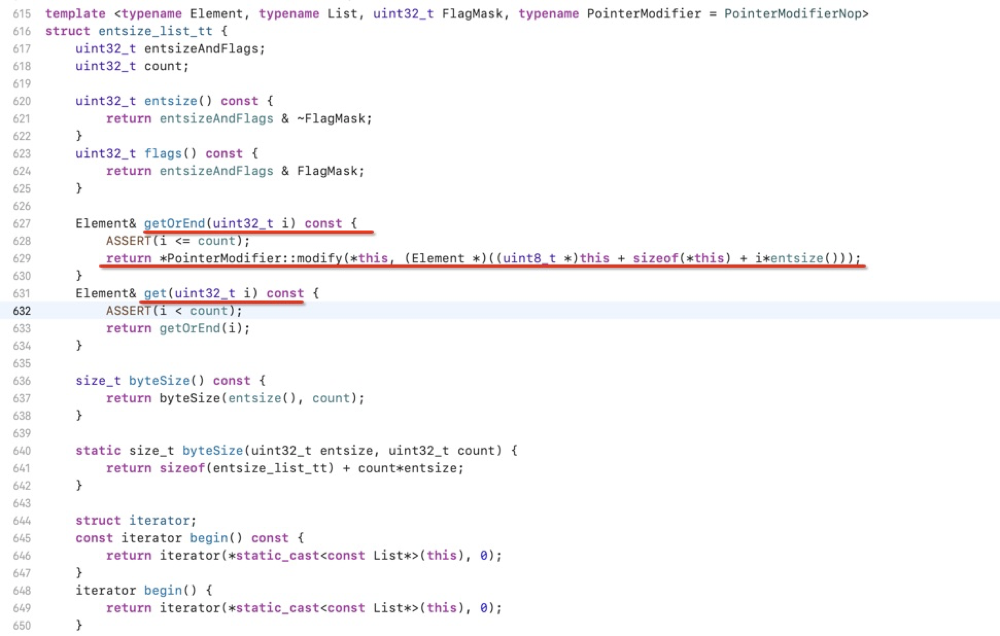 615 template <typename Element, typename List, uint32_t FlagMask, typename PointerModifier = PointerModifierNop>
616 struct entsize_list_tt {
617     uint32_t entsizeAndFlags;
618     uint32_t count;
619
620     uint32_t entsize() const {
621         return entsizeAndFlags & ~FlagMask;
622     }
623     uint32_t flags() const {
624         return entsizeAndFlags & FlagMask;
625     }
626
627     Element& getOrEnd(uint32_t i) const {
628         ASSERT(i <= count);
629         return *PointerModifier::modify(*this, (Element *)((uint8_t *)this + sizeof(*this) + i*entsize()));
630     }
631     Element& get(uint32_t i) const {
632         ASSERT(i < count);
633         return getOrEnd(i);
634     }
635
636     size_t byteSize() const {
637         return byteSize(entsize(), count);
638     }
639
640     static size_t byteSize(uint32_t entsize, uint32_t count) {
641         return sizeof(entsize_list_tt) + count*entsize;
642     }
643
644     struct iterator;
645     const iterator begin() const {
646         return iterator(*static_cast<const List*>(this), 0);
647     }
648     iterator begin() {
649         return iterator(*static_cast<const List*>(this), 0);
650     }